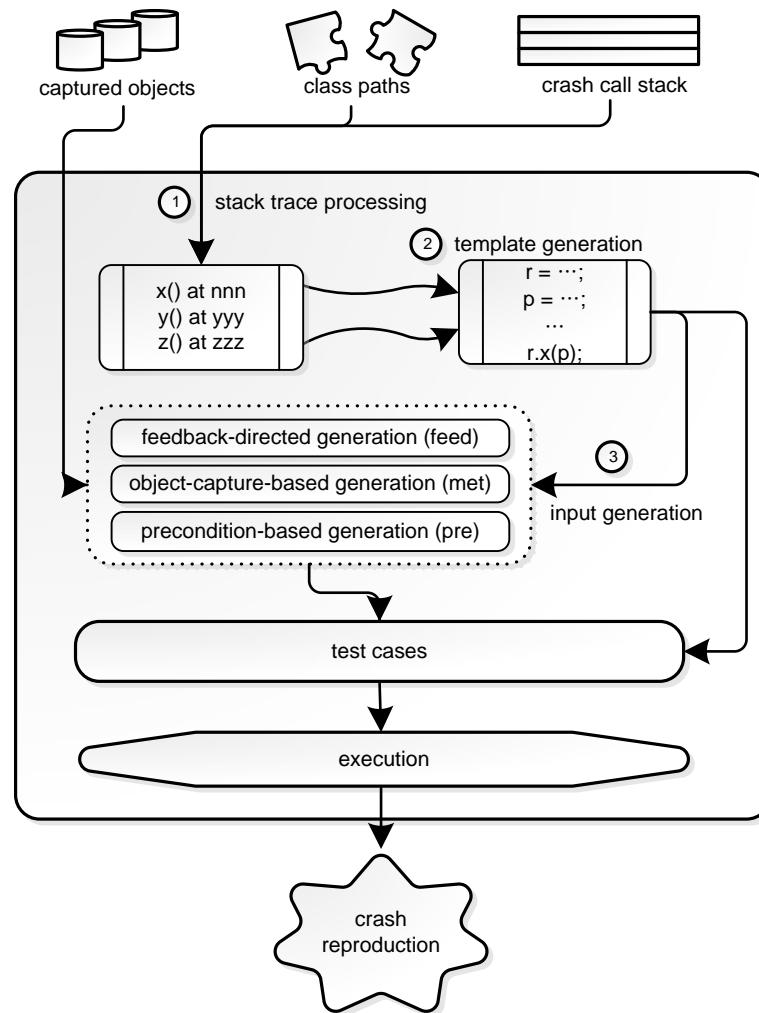 captured objects
class paths
crash call stack
1
stack trace processing
2
template generation
x() at nnn
y() at yyy
z() at zzz
r = ···;
p = ···;
···
r.x(p);
feedback-directed generation (feed)
object-capture-based generation (met)
precondition-based generation (pre)
3
input generation
test cases
execution
crash
reproduction